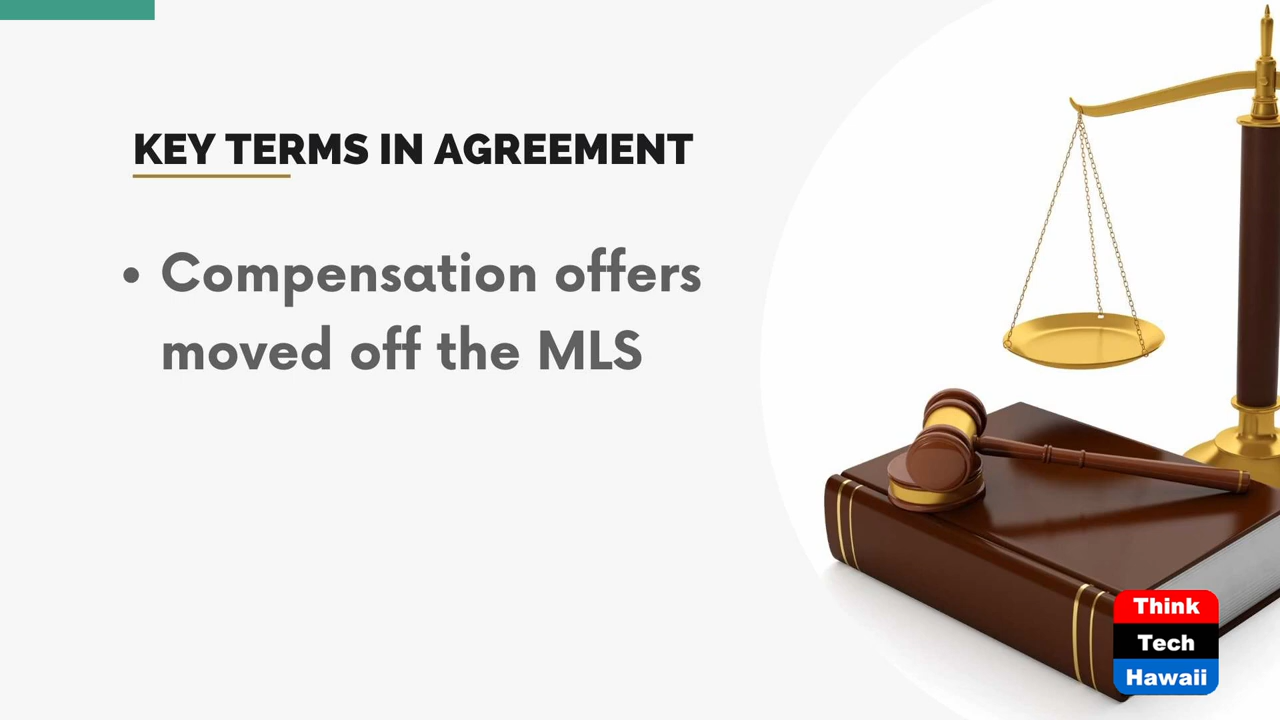 KEY TERMS IN AGREEMENT
• Compensation offers
moved off the MLS
Think
Tech
Hawaii